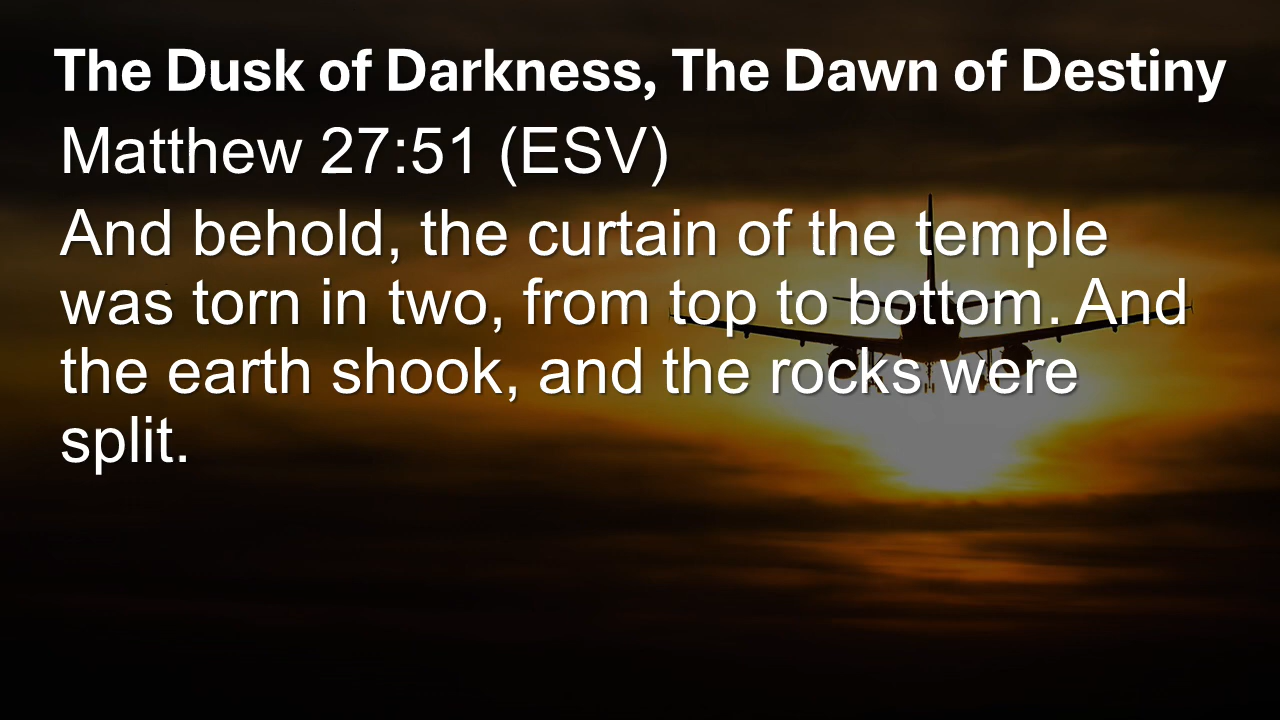 The Dusk of Darkness, The Dawn of Destiny
Matthew 27:51 (ESV)
And behold, the curtain of the temple
was torn in two, from top to bottom. And
the earth shook, and the rocks were
split.